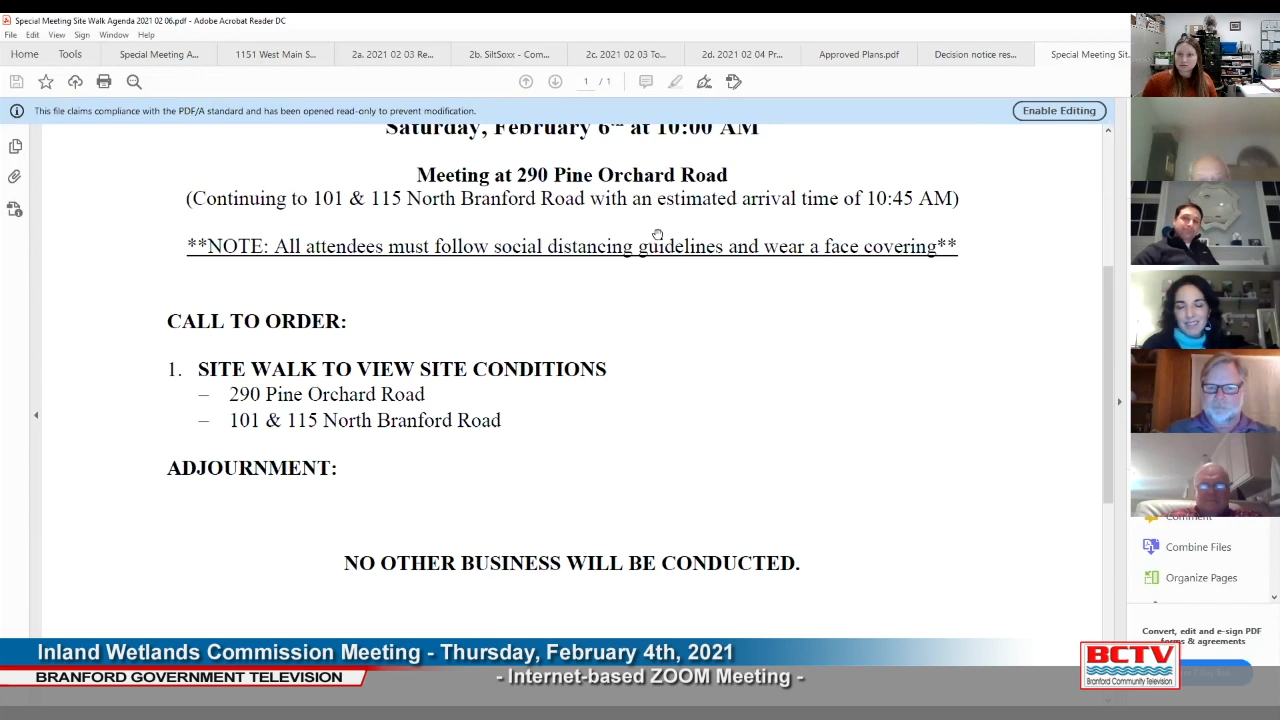 Special Meeting Site Walk Agenda 2021 02 06.pdf - Adobe Acrobat Reader DC
File Edit View Sign Window Help
Home Tools Special Meeting A... 1151 West Main S... 2a. 2021 02 03 Re... 2b. SiltSoxx - Com... 2c. 2021 02 03 To... 2d. 2021 02 04 Pr... Approved Plans.pdf Decision notice res... Special Meeting Sit...
1 / 1
This file claims compliance with the PDF/A standard and has been opened read-only to prevent modification.
Enable Editing
Saturday, February 6th at 10:00 AM
Meeting at 290 Pine Orchard Road
(Continuing to 101 & 115 North Branford Road with an estimated arrival time of 10:45 AM)
**NOTE: All attendees must follow social distancing guidelines and wear a face covering**
CALL TO ORDER:
1. SITE WALK TO VIEW SITE CONDITIONS
– 290 Pine Orchard Road
– 101 & 115 North Branford Road
ADJOURNMENT:
NO OTHER BUSINESS WILL BE CONDUCTED.
Comment
Combine Files
Organize Pages
Convert, edit and e-sign PDF
forms & agreements
Inland Wetlands Commission Meeting - Thursday, February 4th, 2021
BRANFORD GOVERNMENT TELEVISION
- Internet-based ZOOM Meeting -
BCTV
Branford Community Television